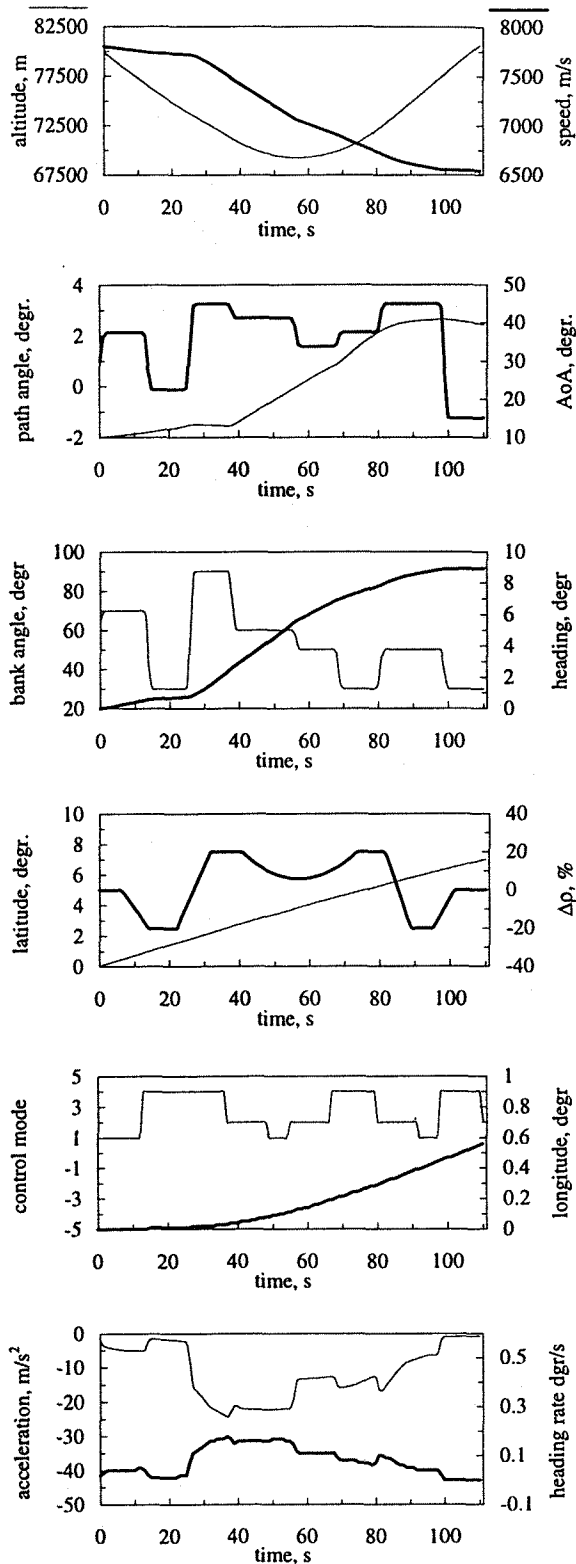 82500 8000
77500 7500
72500 7000
67500 6500
altitude, m
speed, m/s
0 20 40 60 80 100
time, s
4 50
2 40
0 30
20
-2 10
path angle, degr.
AoA, degr.
0 20 40 60 80 100
time, s
100 10
80 8
6
60 4
40 2
20 0
bank angle, degr
heading, degr
0 20 40 60 80 100
time, s
10 40
8 20
6 0
4
2 -20
0 -40
latitude, degr.
Δρ, %
0 20 40 60 80 100
time, s
5 1
3 0.8
1 0.6
-1 0.4
-3 0.2
-5 0
control mode
longitude, degr
0 20 40 60 80 100
time, s
0
-10 0.5
-20 0.3
-30
-40 0.1
-50 -0.1
acceleration, m/s²
heading rate dgr/s
0 20 40 60 80 100
time, s